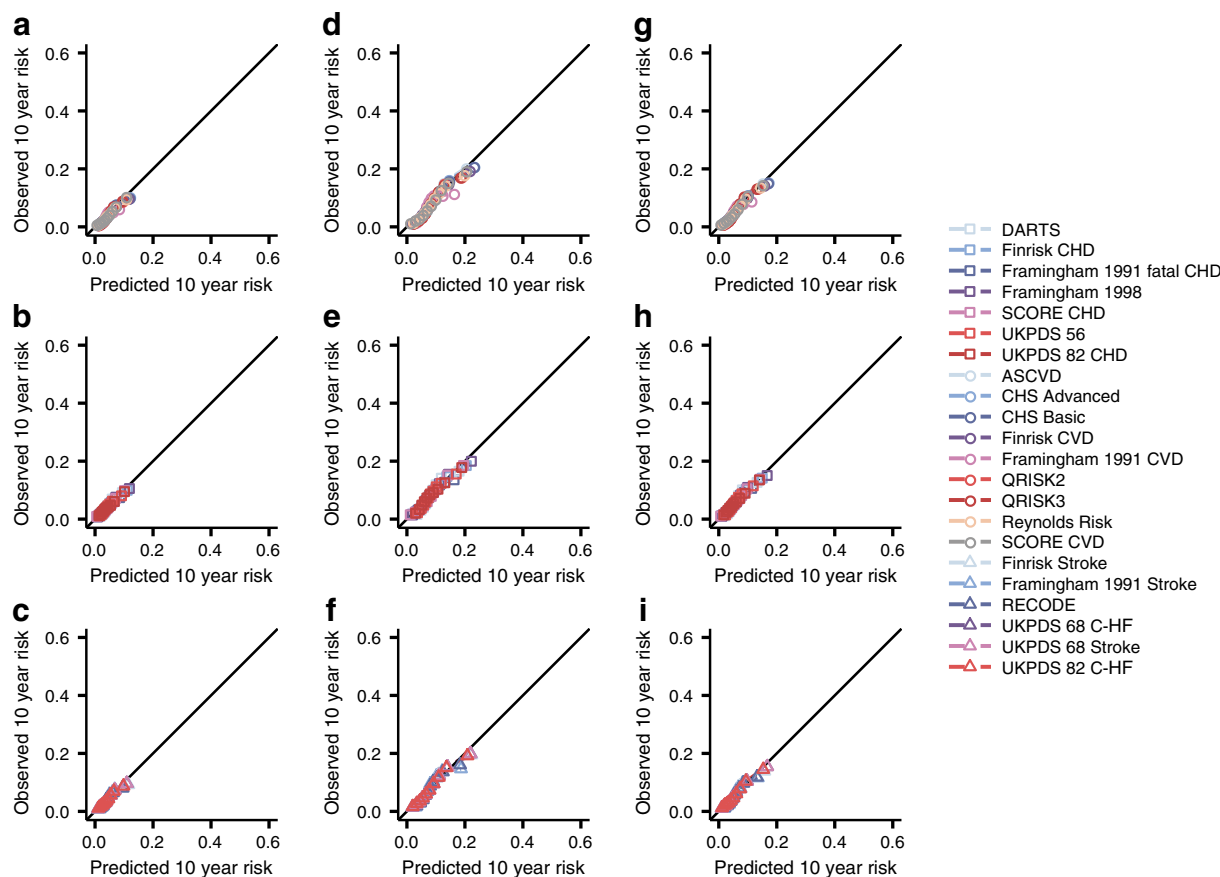 a
d
g
Observed 10 year risk
0.6
0.4
0.2
0.0
0.0 0.2 0.4 0.6
Predicted 10 year risk
Observed 10 year risk
0.6
0.4
0.2
0.0
0.0 0.2 0.4 0.6
Predicted 10 year risk
Observed 10 year risk
0.6
0.4
0.2
0.0
0.0 0.2 0.4 0.6
Predicted 10 year risk
b
e
h
Observed 10 year risk
0.6
0.4
0.2
0.0
0.0 0.2 0.4 0.6
Predicted 10 year risk
Observed 10 year risk
0.6
0.4
0.2
0.0
0.0 0.2 0.4 0.6
Predicted 10 year risk
Observed 10 year risk
0.6
0.4
0.2
0.0
0.0 0.2 0.4 0.6
Predicted 10 year risk
c
f
i
Observed 10 year risk
0.6
0.4
0.2
0.0
0.0 0.2 0.4 0.6
Predicted 10 year risk
Observed 10 year risk
0.6
0.4
0.2
0.0
0.0 0.2 0.4 0.6
Predicted 10 year risk
Observed 10 year risk
0.6
0.4
0.2
0.0
0.0 0.2 0.4 0.6
Predicted 10 year risk
DARTS
Finrisk CHD
Framingham 1991 fatal CHD
Framingham 1998
SCORE CHD
UKPDS 56
UKPDS 82 CHD
ASCVD
CHS Advanced
CHS Basic
Finrisk CVD
Framingham 1991 CVD
QRISK2
QRISK3
Reynolds Risk
SCORE CVD
Finrisk Stroke
Framingham 1991 Stroke
RECODE
UKPDS 68 C-HF
UKPDS 68 Stroke
UKPDS 82 C-HF